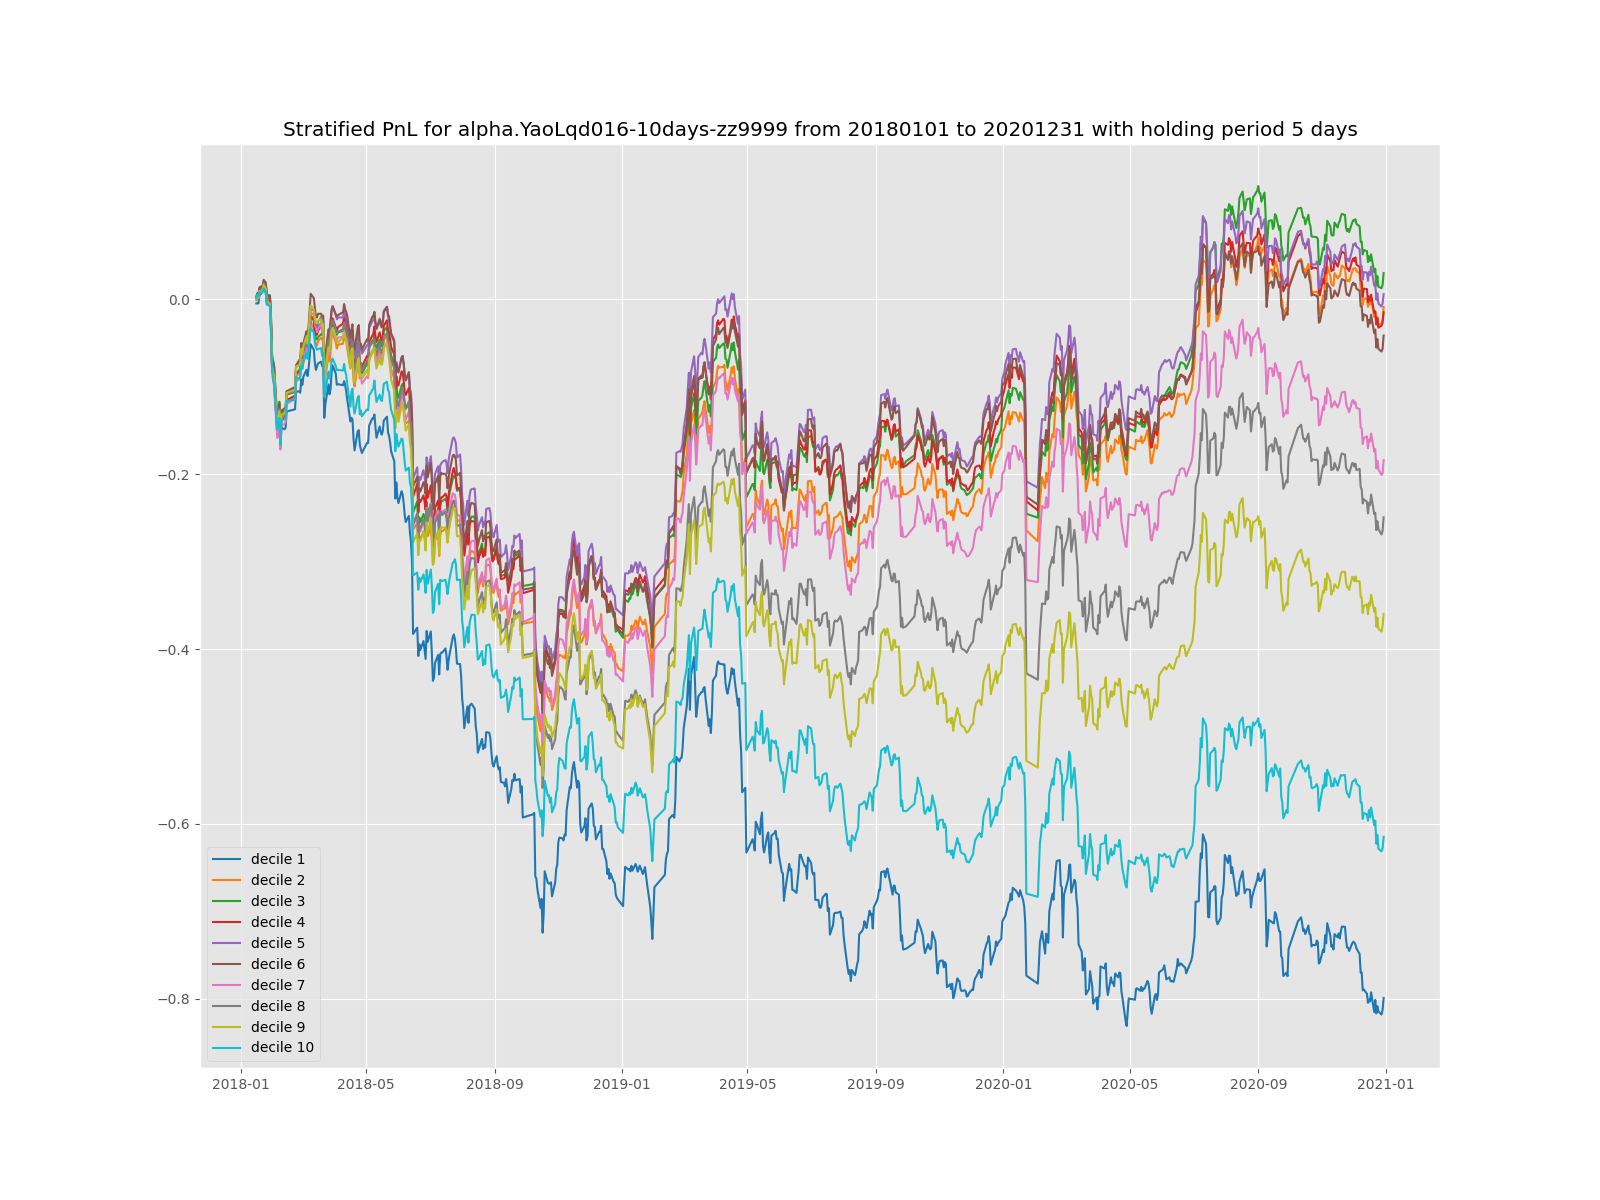 Stratified PnL for alpha.YaoLqd016-10days-zz9999 from 20180101 to 20201231 with holding period 5 days
0.0
−0.2
−0.4
−0.6
−0.8
decile 1
decile 2
decile 3
decile 4
decile 5
decile 6
decile 7
decile 8
decile 9
decile 10
2018-01 2018-05 2018-09 2019-01 2019-05 2019-09 2020-01 2020-05 2020-09 2021-01